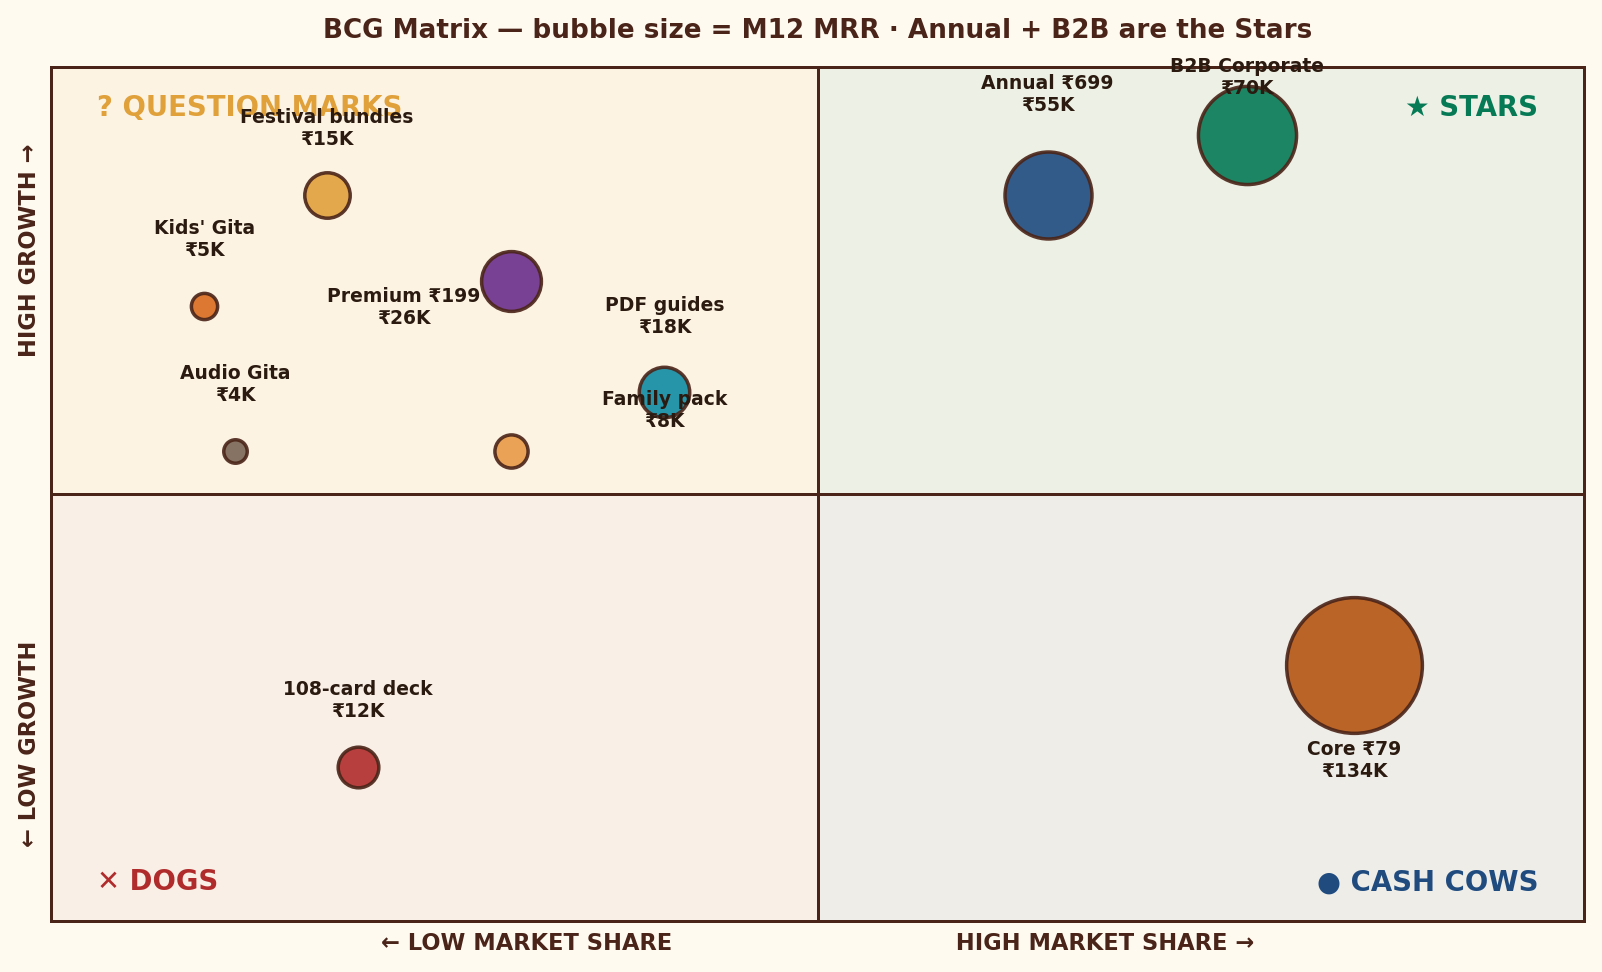 BCG Matrix — bubble size = M12 MRR · Annual + B2B are the Stars
? QUESTION MARKS
Festival bundles
₹15K
Kids' Gita
₹5K
Premium ₹199
₹26K
PDF guides
₹18K
Audio Gita
₹4K
Family pack
₹8K
Annual ₹699
₹55K
B2B Corporate
₹70K
★ STARS
108-card deck
₹12K
✕ DOGS
Core ₹79
₹134K
● CASH COWS
HIGH GROWTH →
← LOW GROWTH
← LOW MARKET SHARE
HIGH MARKET SHARE →